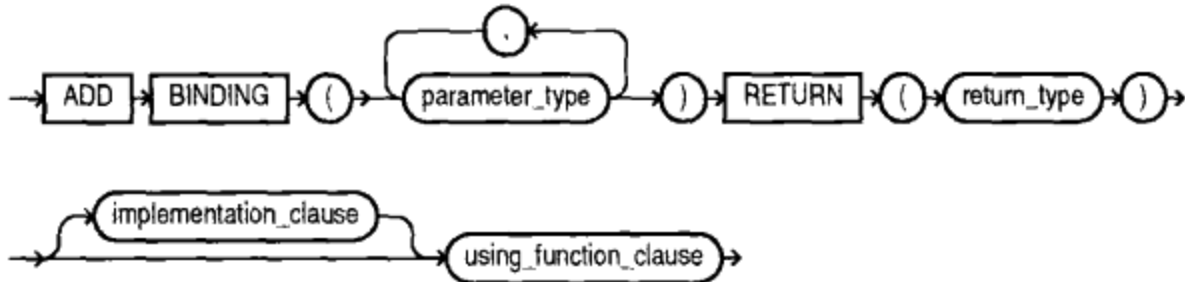 ,
ADD BINDING ( parameter_type ) RETURN ( return_type )
implementation_clause
using_function_clause